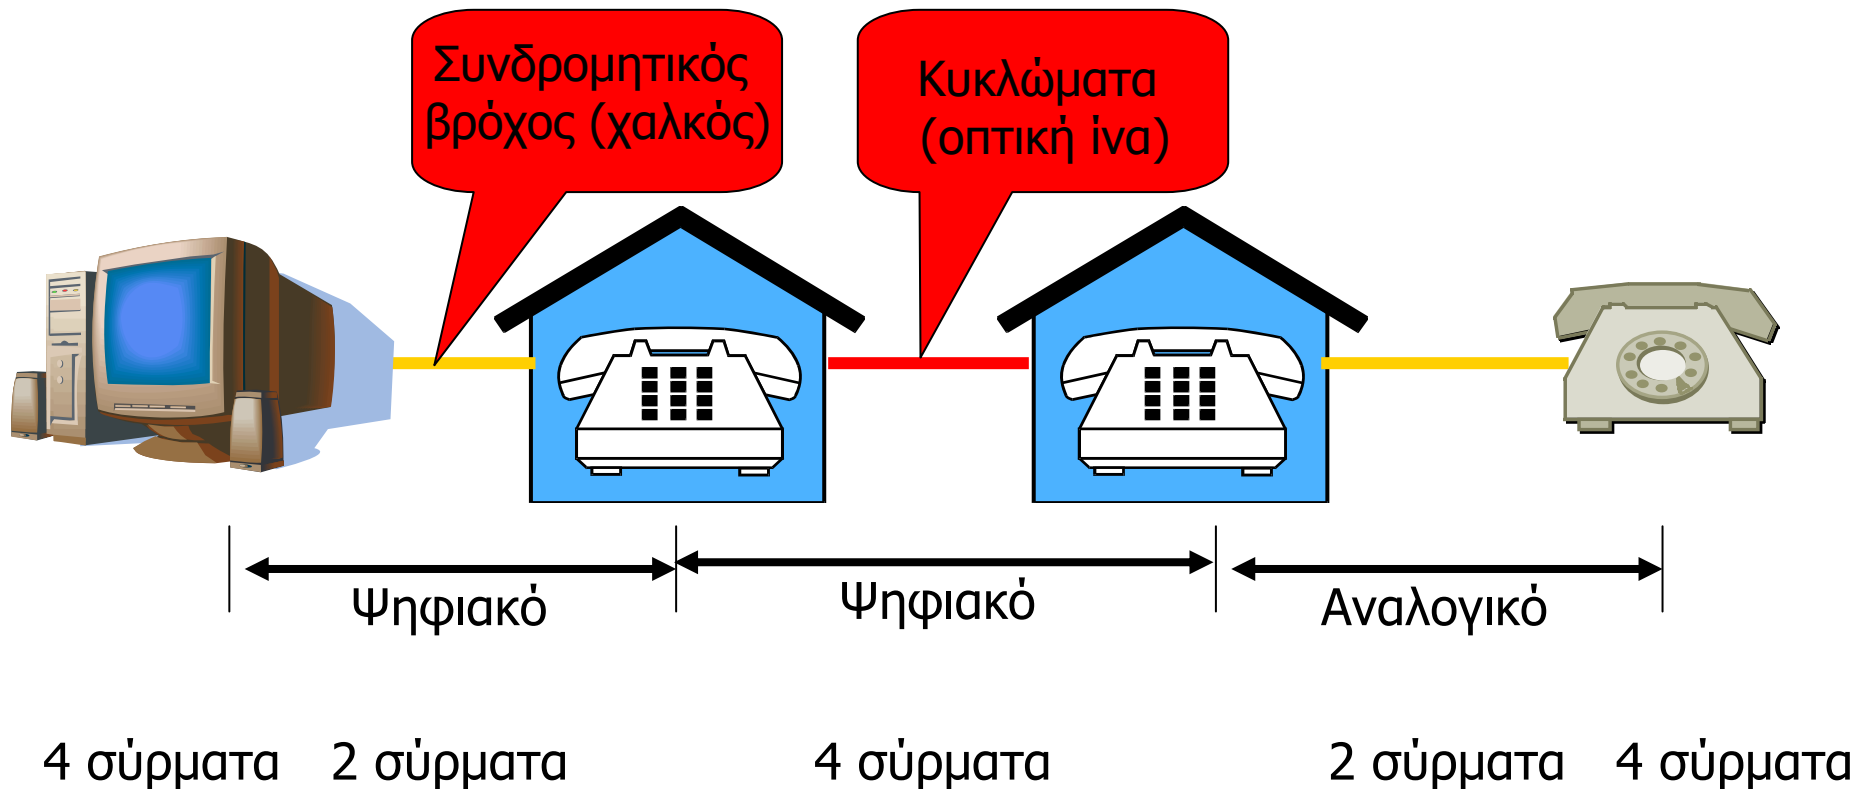 Συνδρομητικός
βρόχος (χαλκός)
Κυκλώματα
(οπτική ίνα)
Ψηφιακό
Ψηφιακό
Αναλογικό
4 σύρματα
2 σύρματα
4 σύρματα
2 σύρματα
4 σύρματα